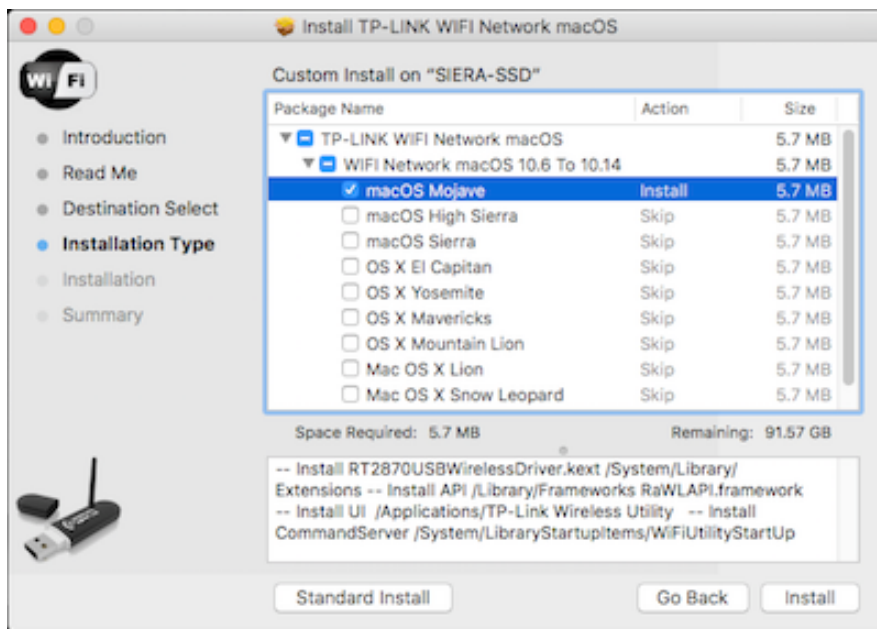 Install TP-LINK WIFI Network macOS
Wi Fi
Custom Install on “SIERA-SSD”
Package Name Action Size
Introduction
Read Me
Destination Select
Installation Type
Installation
Summary
TP-LINK WIFI Network macOS 5.7 MB
WIFI Network macOS 10.6 To 10.14 5.7 MB
macOS Mojave Install 5.7 MB
macOS High Sierra Skip 5.7 MB
macOS Sierra Skip 5.7 MB
OS X El Capitan Skip 5.7 MB
OS X Yosemite Skip 5.7 MB
OS X Mavericks Skip 5.7 MB
OS X Mountain Lion Skip 5.7 MB
Mac OS X Lion Skip 5.7 MB
Mac OS X Snow Leopard Skip 5.7 MB
Space Required: 5.7 MB Remaining: 91.57 GB
-- Install RT2870USBWirelessDriver.kext /System/Library/
Extensions -- Install API /Library/Frameworks RaWLAPI.framework
-- Install UI /Applications/TP-Link Wireless Utility -- Install
CommandServer /System/LibraryStartupItems/WiFiUtilityStartUp
Standard Install Go Back Install